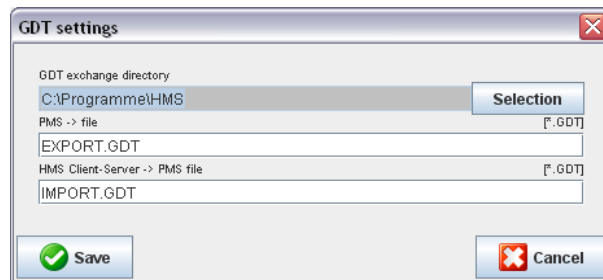 GDT settings
GDT exchange directory
C:\Programme\HMS
Selection
PMS -> file [*.GDT]
EXPORT.GDT
HMS Client-Server -> PMS file [*.GDT]
IMPORT.GDT
Save Cancel